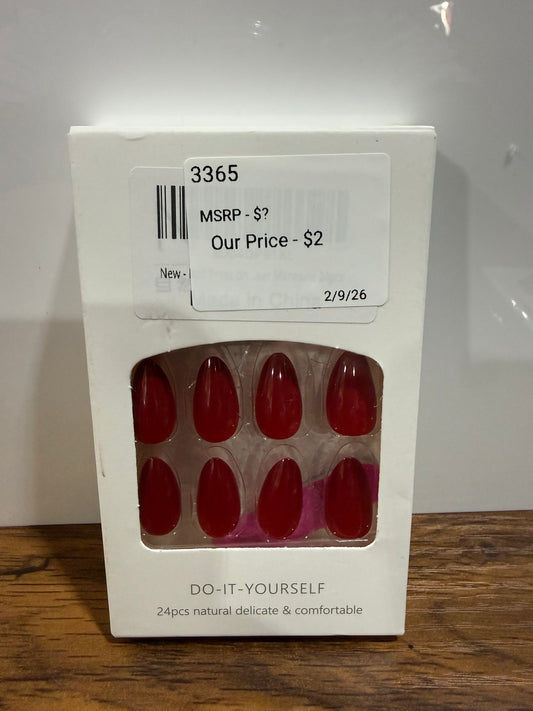 3365
MSRP - $?
Our Price - $2
New -
2/9/26
Made in China
DO-IT-YOURSELF
24pcs natural delicate & comfortable